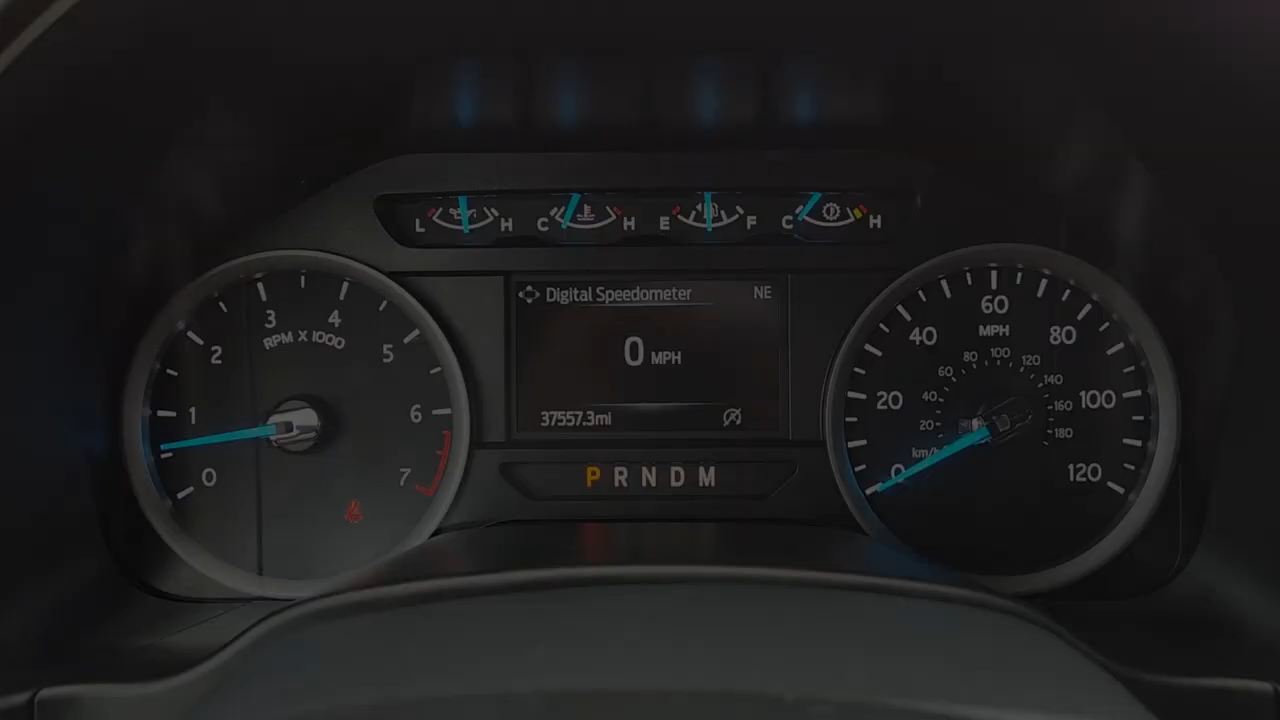 L H C H E F C H
Digital Speedometer NE
0 MPH
37557.3mi
P R N D M
0 1 2 3 4 5 6 7
RPM X 1000
0 20 40 60 80 100 120
MPH
20 40 60 80 100 120 140 160 180
km/h